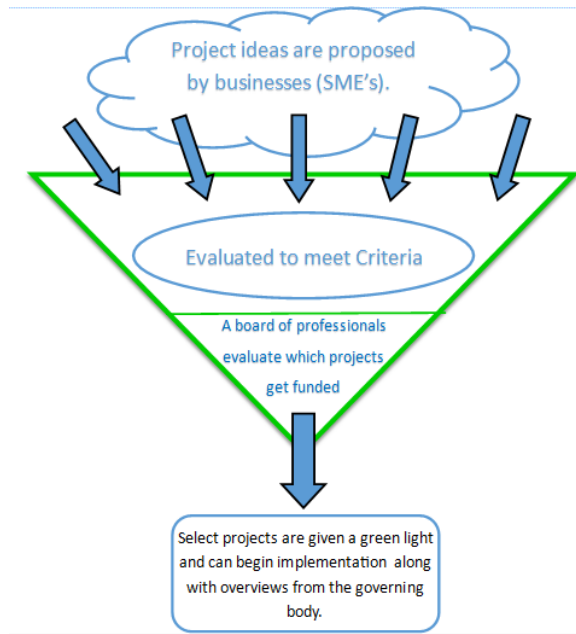 Project ideas are proposed
by businesses (SME's).
Evaluated to meet Criteria
A board of professionals
evaluate which projects
get funded
Select projects are given a green light
and can begin implementation along
with overviews from the governing
body.